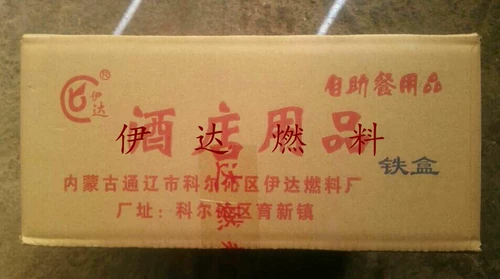 伊达®
自助餐用品
酒店用品
伊达燃料
铁盒
内蒙古通辽市科尔沁区伊达燃料厂
厂址：科尔沁区育新镇
达燃